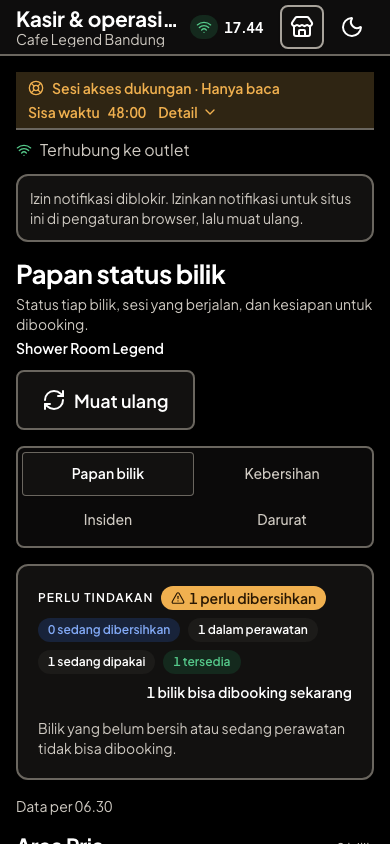 Kasir & operasi...
Cafe Legend Bandung
17.44
Sesi akses dukungan · Hanya baca
Sisa waktu 48:00 Detail
Terhubung ke outlet
Izin notifikasi diblokir. Izinkan notifikasi untuk situs
ini di pengaturan browser, lalu muat ulang.
Papan status bilik
Status tiap bilik, sesi yang berjalan, dan kesiapan untuk
dibooking.
Shower Room Legend
Muat ulang
Papan bilik
Kebersihan
Insiden
Darurat
PERLU TINDAKAN
1 perlu dibersihkan
0 sedang dibersihkan
1 dalam perawatan
1 sedang dipakai
1 tersedia
1 bilik bisa dibooking sekarang
Bilik yang belum bersih atau sedang perawatan
tidak bisa dibooking.
Data per 06.30
Area Pria